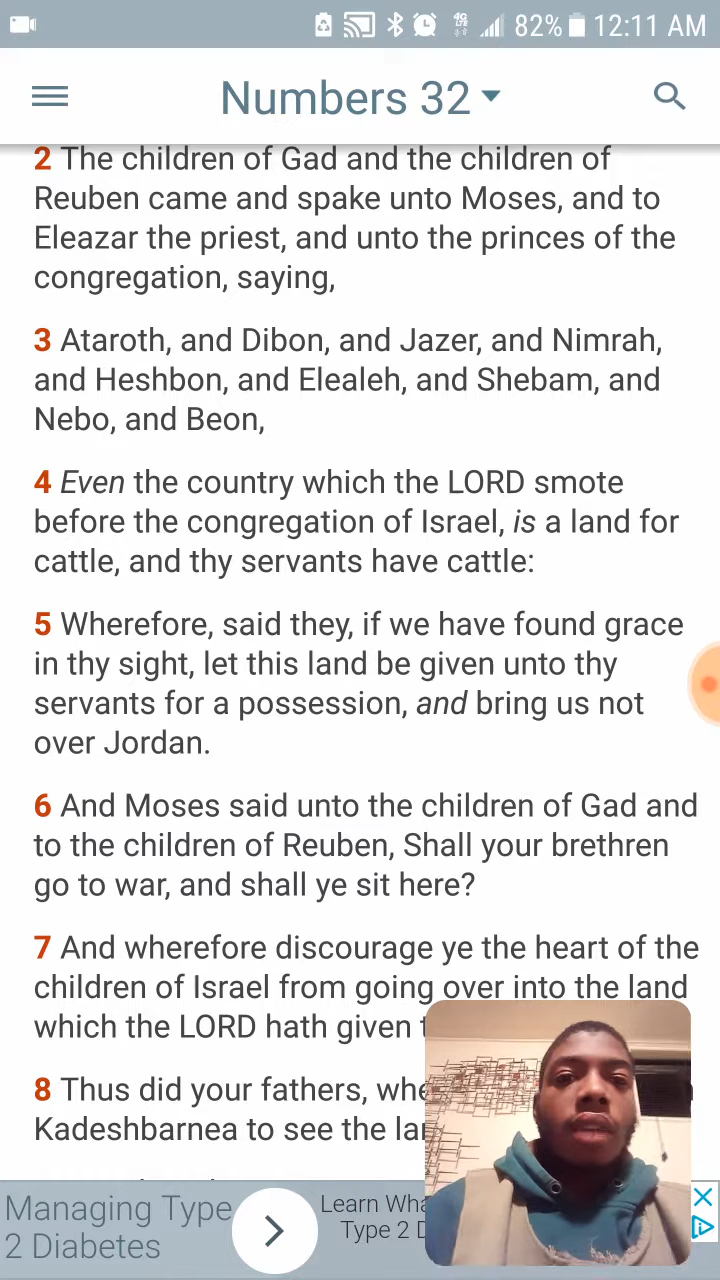 82% 12:11 AM
Numbers 32
2 The children of Gad and the children of
Reuben came and spake unto Moses, and to
Eleazar the priest, and unto the princes of the
congregation, saying,
3 Ataroth, and Dibon, and Jazer, and Nimrah,
and Heshbon, and Elealeh, and Shebam, and
Nebo, and Beon,
4 Even the country which the LORD smote
before the congregation of Israel, is a land for
cattle, and thy servants have cattle:
5 Wherefore, said they, if we have found grace
in thy sight, let this land be given unto thy
servants for a possession, and bring us not
over Jordan.
6 And Moses said unto the children of Gad and
to the children of Reuben, Shall your brethren
go to war, and shall ye sit here?
7 And wherefore discourage ye the heart of the
children of Israel from going over into the land
which the LORD hath given
8 Thus did your fathers,
Kadeshbarnea to see the
Managing Type
2 Diabetes
Learn
Type 2